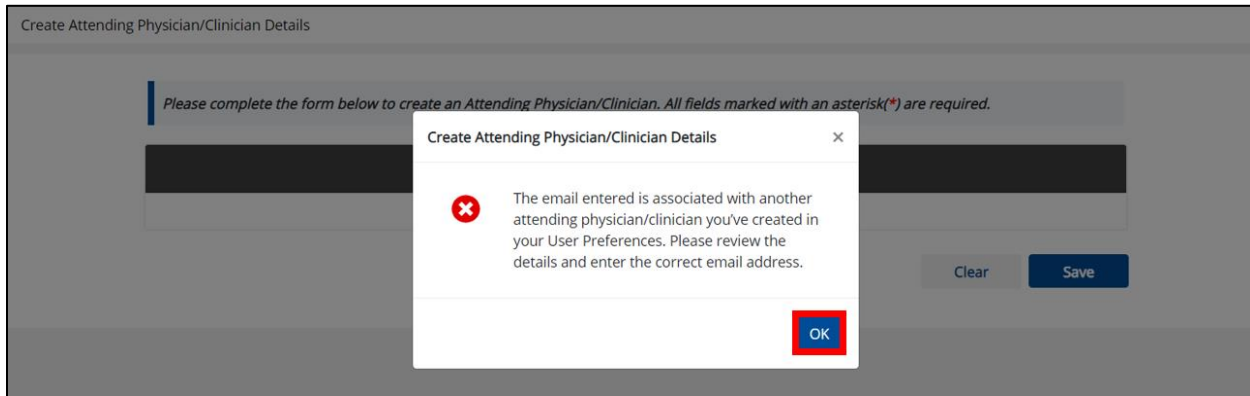 Create Attending Physician/Clinician Details
Please complete the form below to create an Attending Physician/Clinician. All fields marked with an asterisk(*) are required.
Create Attending Physician/Clinician Details ×
The email entered is associated with another
attending physician/clinician you've created in
your User Preferences. Please review the
details and enter the correct email address.
Clear Save
OK